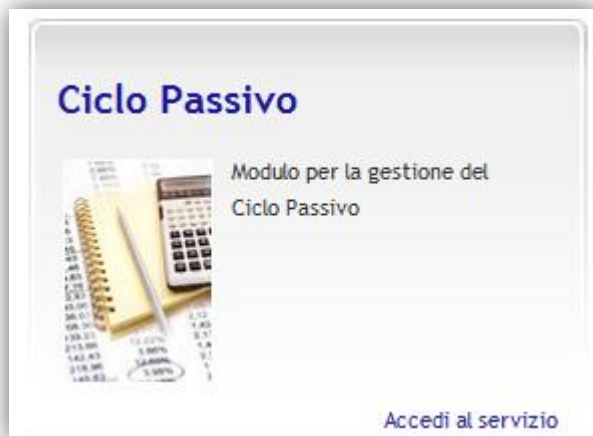 Ciclo Passivo
Modulo per la gestione del
Ciclo Passivo
Accedi al servizio